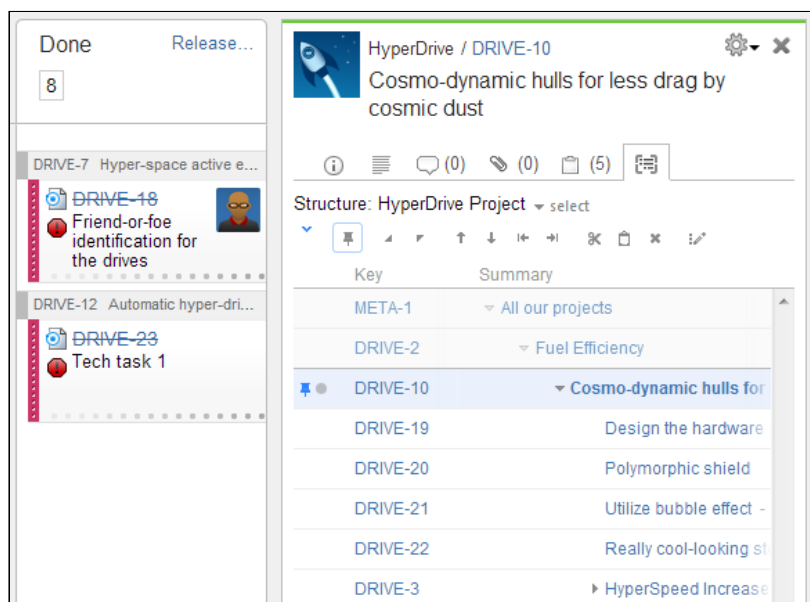 Done Release...
8
DRIVE-7 Hyper-space active e...
DRIVE-18
Friend-or-foe
identification for
the drives
DRIVE-12 Automatic hyper-dri...
DRIVE-23
Tech task 1
HyperDrive / DRIVE-10
Cosmo-dynamic hulls for less drag by
cosmic dust
(0) (0) (5)
Structure: HyperDrive Project select
Key Summary
META-1 All our projects
DRIVE-2 Fuel Efficiency
DRIVE-10 Cosmo-dynamic hulls for
DRIVE-19 Design the hardware
DRIVE-20 Polymorphic shield
DRIVE-21 Utilize bubble effect -
DRIVE-22 Really cool-looking
DRIVE-3 HyperSpeed Increase